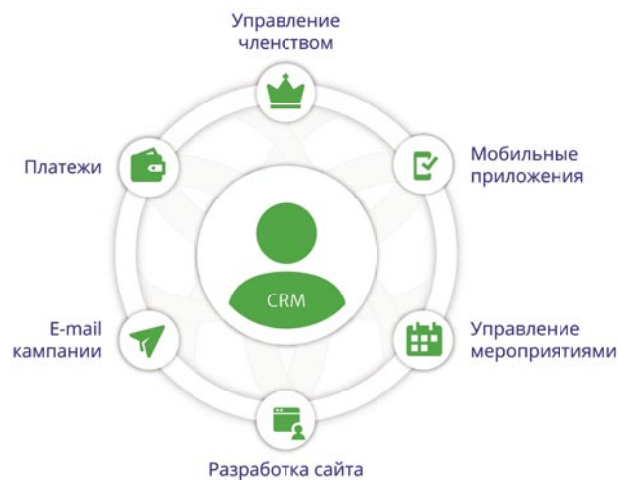 Управление
членством
Платежи
Мобильные
приложения
CRM
E-mail
кампании
Управление
мероприятиями
Разработка сайта